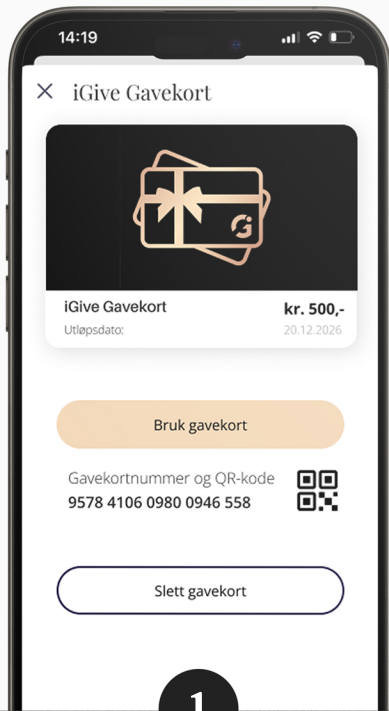 14:19
iGive Gavekort
iGive Gavekort kr. 500,-
Utløpsdato: 20.12.2026
Bruk gavekort
Gavekortnummer og QR-kode
9578 4106 0980 0946 558
Slett gavekort
1